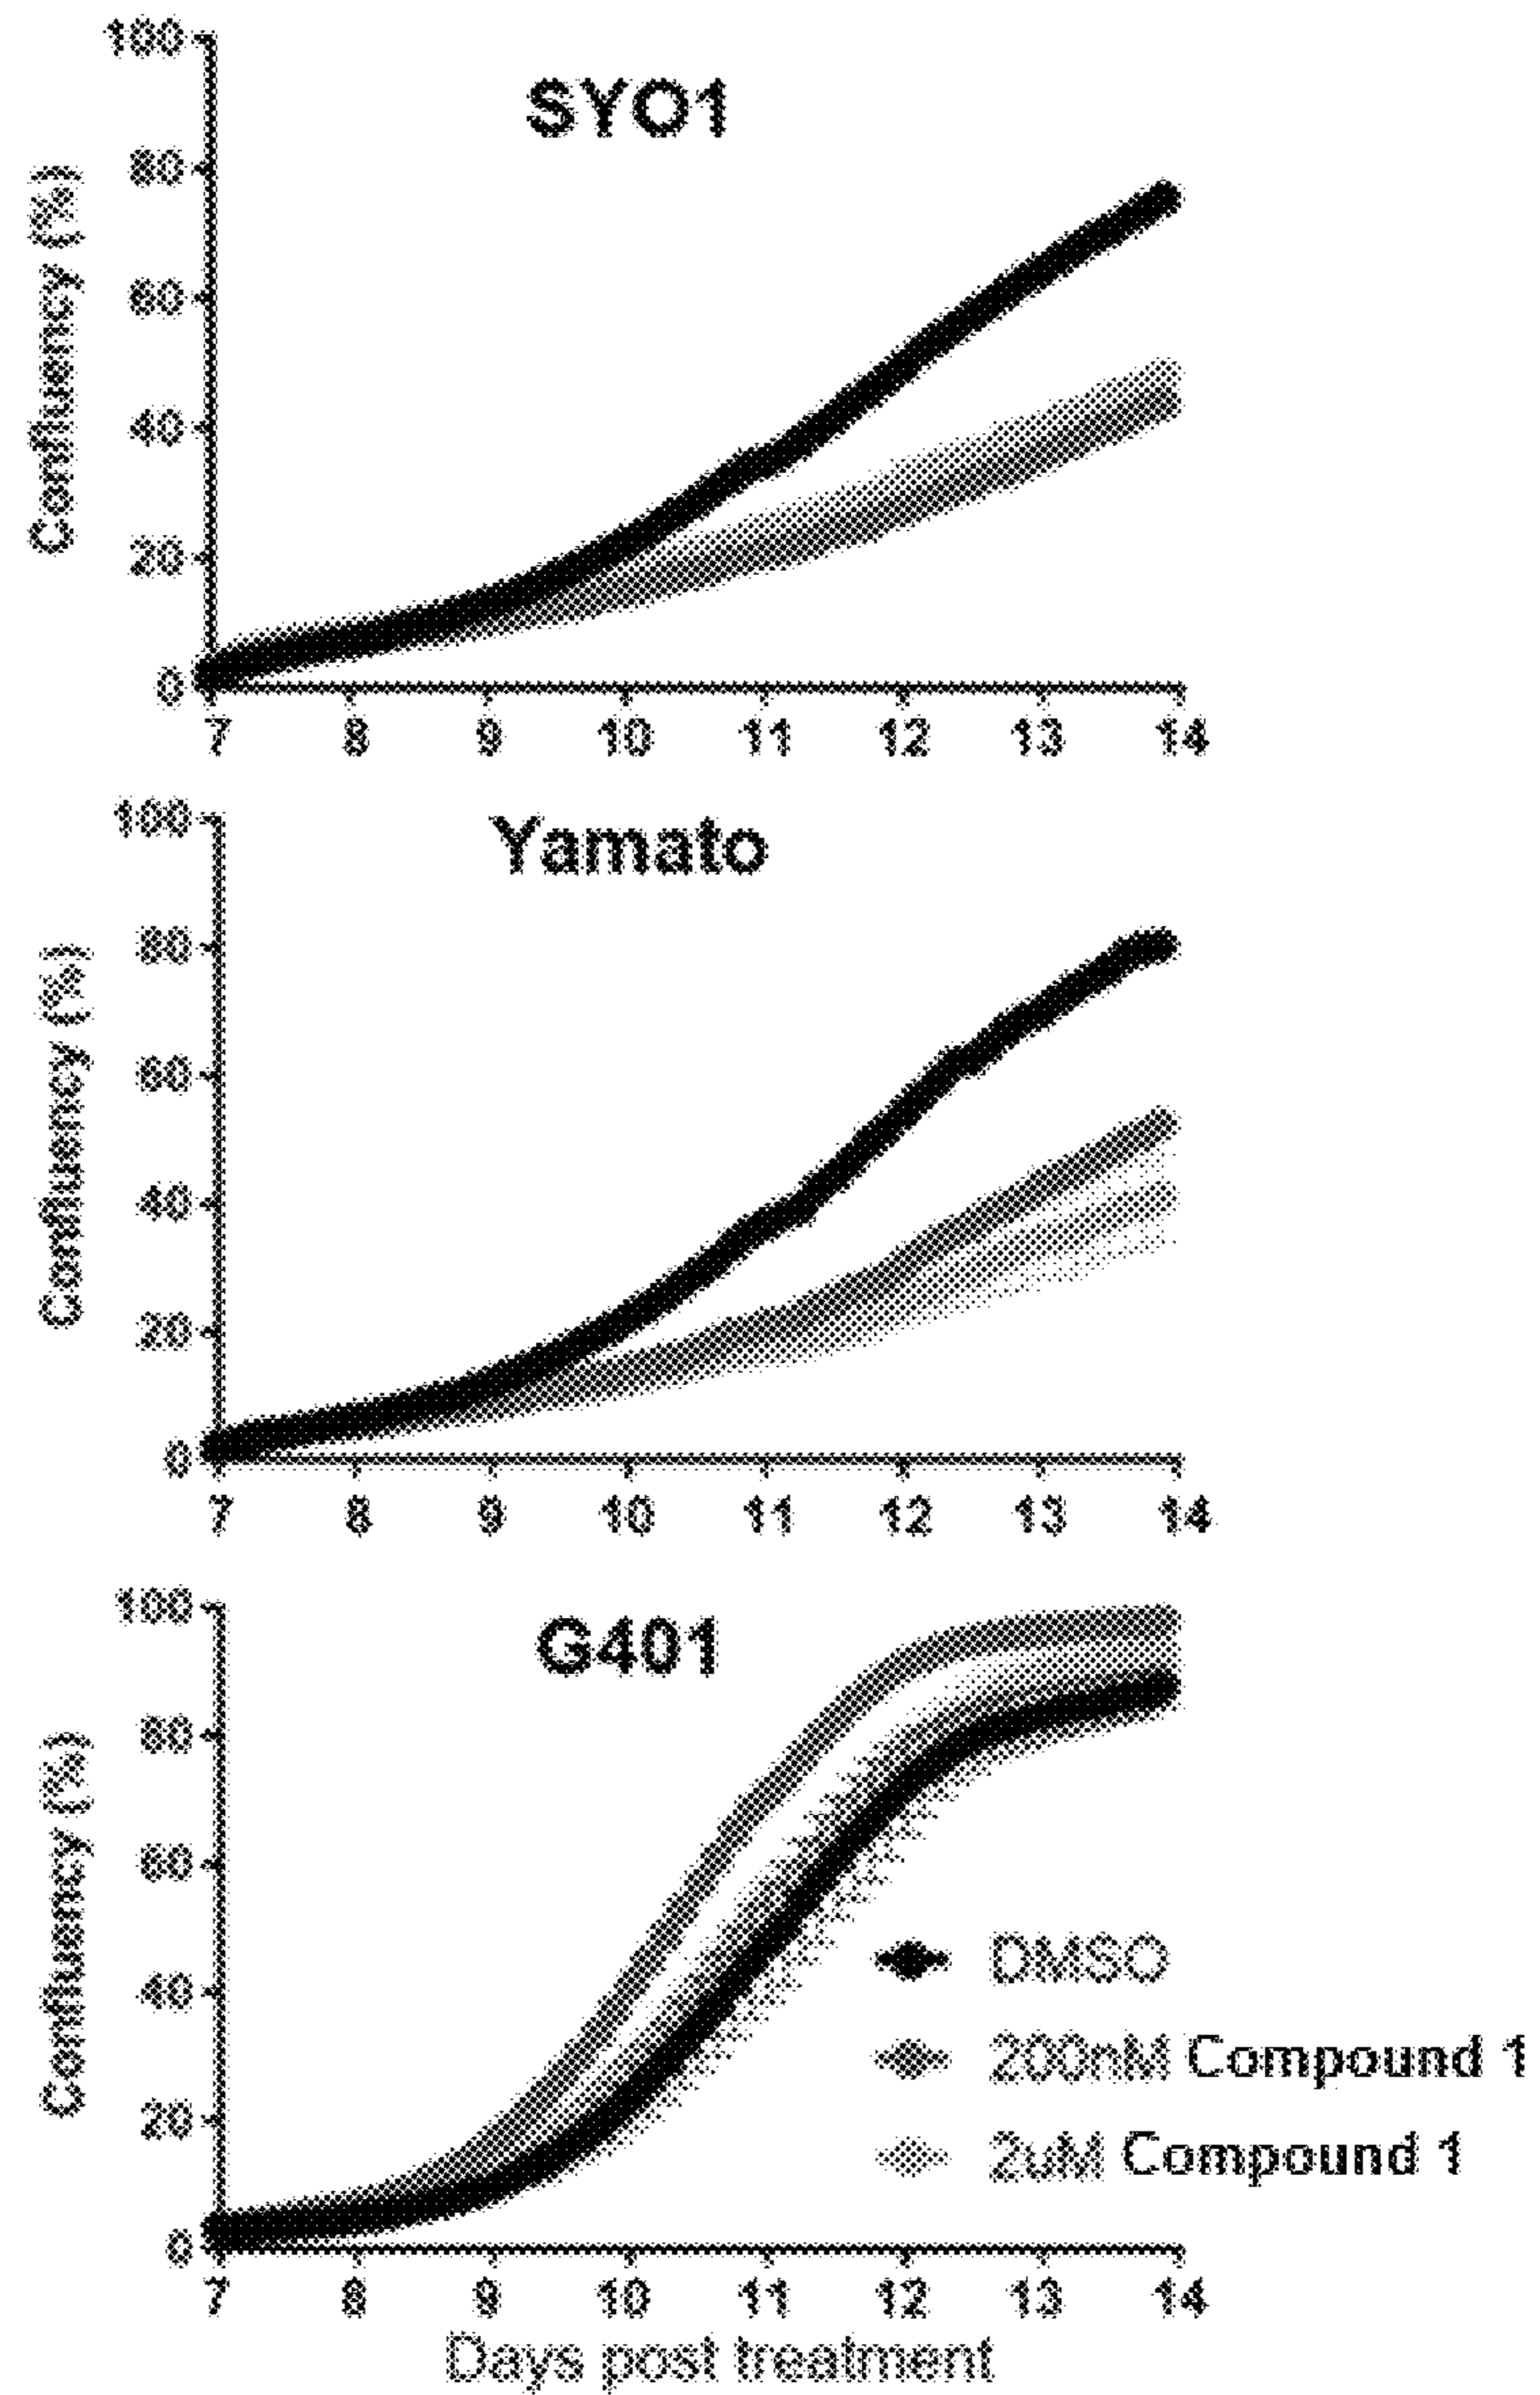 SYO1
Confluency (%)
100
80
60
40
20
0
7 8 9 10 11 12 13 14
Yamato
Confluency (%)
100
80
60
40
20
0
7 8 9 10 11 12 13 14
G401
Confluency (%)
100
80
60
40
20
0
DMSO
200nM Compound 1
2uM Compound 1
7 8 9 10 11 12 13 14
Days post treatment